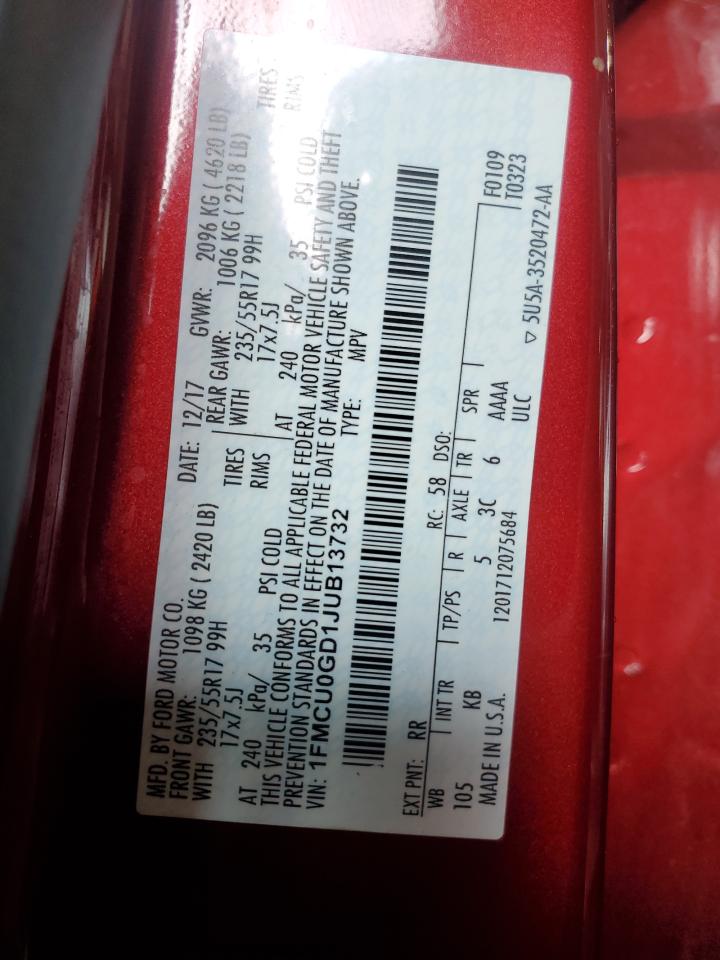 MFD. BY FORD MOTOR CO. DATE: 12/17 GVWR: 2096 KG ( 4620 LB)
FRONT GAWR: 1098 KG ( 2420 LB) REAR GAWR: 1006 KG ( 2218 LB)
WITH 235/55R17 99H TIRES WITH 235/55R17 99H TIRES
17x7.5J RIMS 17x7.5J RIMS
AT 240 kPa/ 35 PSI COLD AT 240 kPa/ 35 PSI COLD
THIS VEHICLE CONFORMS TO ALL APPLICABLE FEDERAL MOTOR VEHICLE SAFETY AND THEFT
PREVENTION STANDARDS IN EFFECT ON THE DATE OF MANUFACTURE SHOWN ABOVE.
VIN: 1FMCU0GD1JUB13732 TYPE: MPV
EXT PNT: RR RC: 58 DSO: F0109
WB INT TR TP/PS R AXLE TR SPR T0323
105 KB 5 3C 6 AAAA
MADE IN U.S.A. 1201712075684 ULC
▽ 5U5A-3520472-AA